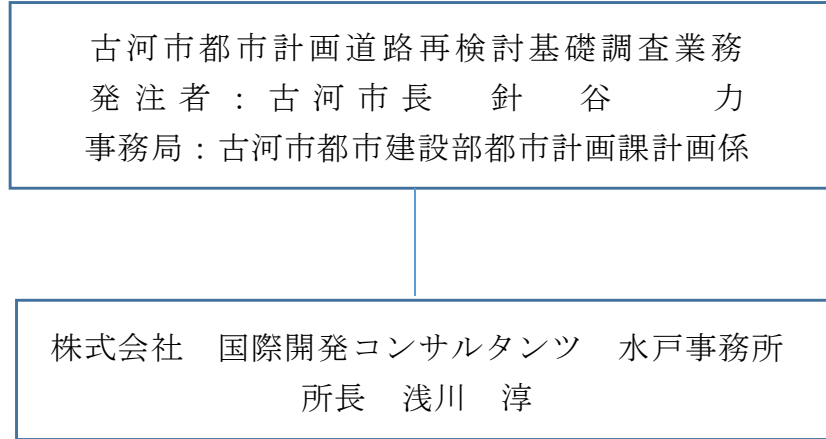 古河市都市計画道路再検討基礎調査業務
発注者：古河市長　針　谷　　力
事務局：古河市都市建設部都市計画課計画係
株式会社　国際開発コンサルタンツ　水戸事務所
所長　浅川　淳